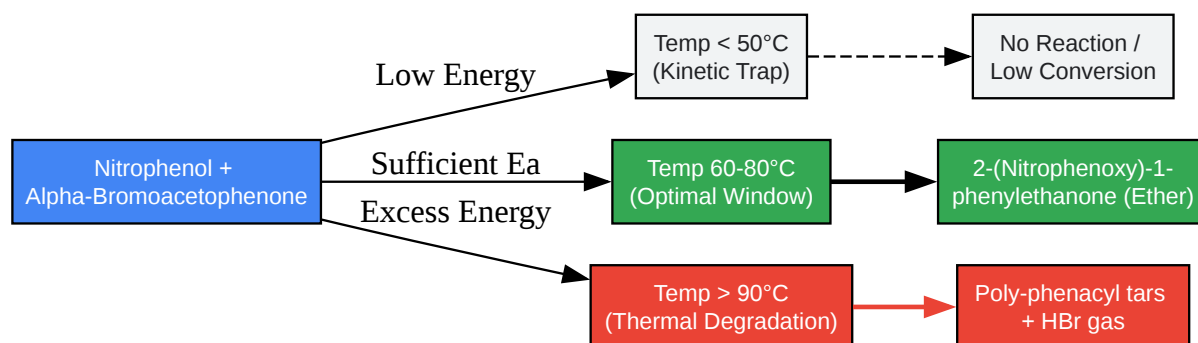 Nitrophenol +
Alpha-Bromoacetophenone
Low Energy
Temp < 50°C
(Kinetic Trap)
No Reaction /
Low Conversion
Sufficient Ea
Temp 60-80°C
(Optimal Window)
2-(Nitrophenoxy)-1-
phenylethanone (Ether)
Excess Energy
Temp > 90°C
(Thermal Degradation)
Poly-phenacyl tars
+ HBr gas